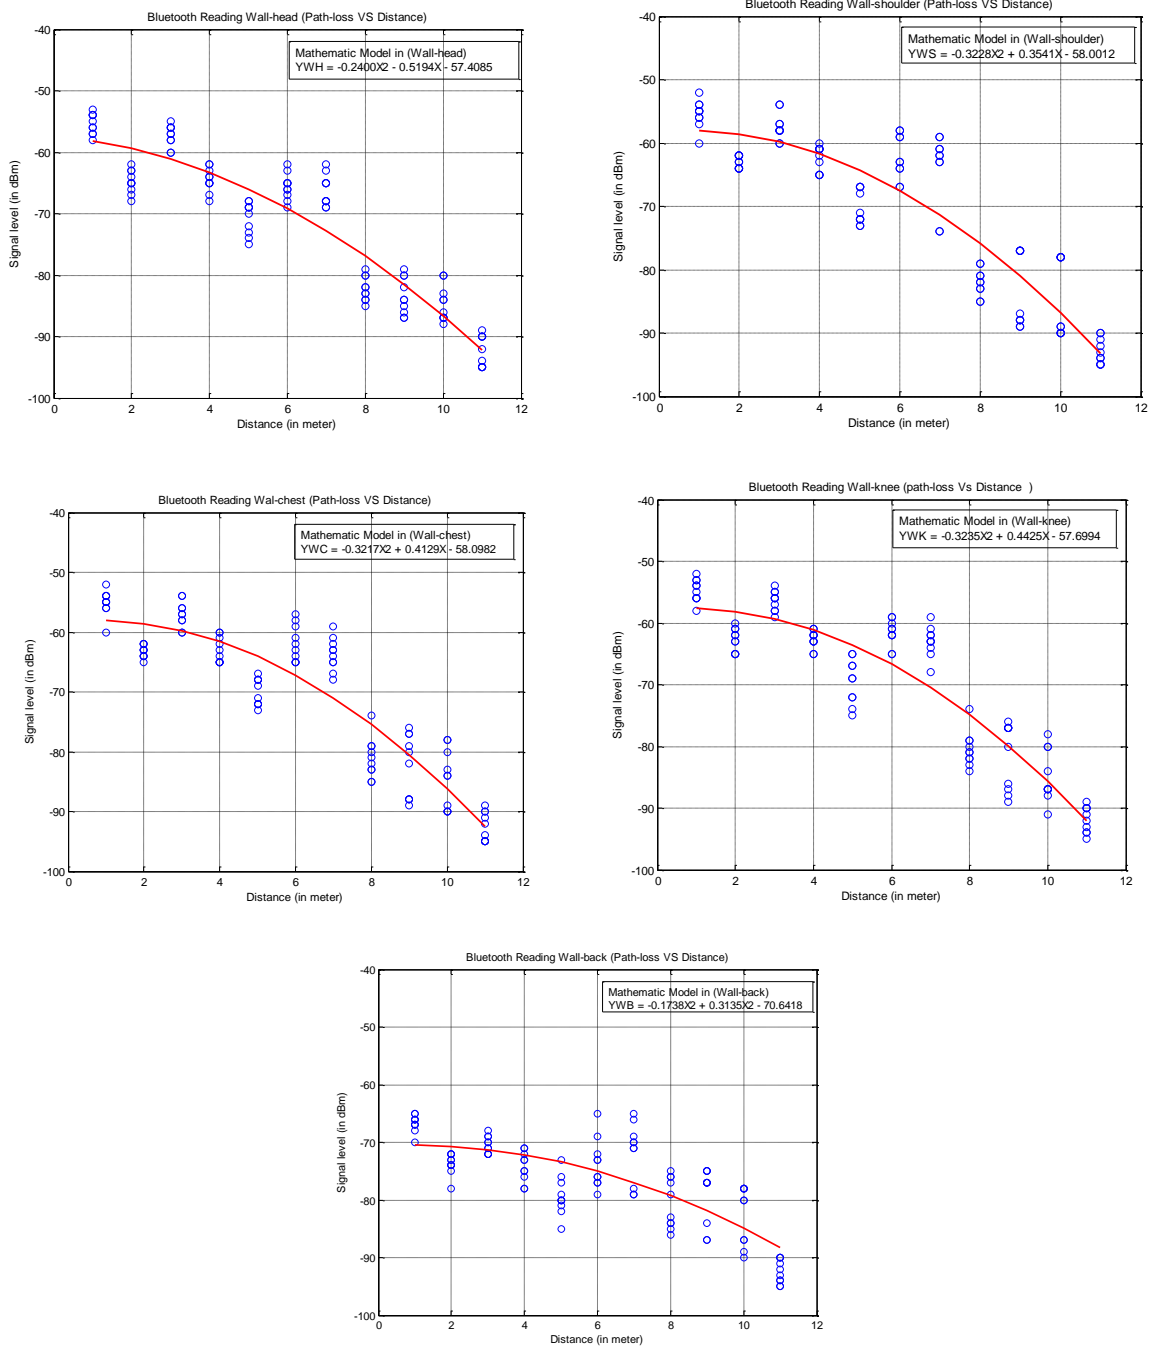 Bluetooth Reading Wall-head (Path-loss VS Distance)
Mathematic Model in (Wall-head)
YWH = -0.2400X2 - 0.5194X - 57.4085
-40
-50
-60
-70
-80
-90
-100
0 2 4 6 8 10 12
Signal level (in dBm)
Distance (in meter)
Bluetooth Reading Wall-shoulder (Path-loss VS Distance)
Mathematic Model in (Wall-shoulder)
YWS = -0.3228X2 + 0.3541X - 58.0012
-40
-50
-60
-70
-80
-90
-100
0 2 4 6 8 10 12
Signal level (in dBm)
Distance (in meter)
Bluetooth Reading Wal-chest (Path-loss VS Distance)
Mathematic Model in (Wall-chest)
YWC = -0.3217X2 + 0.4129X - 58.0982
-40
-50
-60
-70
-80
-90
-100
0 2 4 6 8 10 12
Signal level (in dBm)
Distance (in meter)
Bluetooth Reading Wall-knee (path-loss Vs Distance )
Mathematic Model in (Wall-knee)
YWK = -0.3235X2 + 0.4425X - 57.6994
-40
-50
-60
-70
-80
-90
-100
0 2 4 6 8 10 12
Signal level (in dBm)
Distance (in meter)
Bluetooth Reading Wall-back (Path-loss VS Distance)
Mathematic Model in (Wall-back)
YWB = -0.1738X2 + 0.3135X2 - 70.6418
-40
-50
-60
-70
-80
-90
-100
0 2 4 6 8 10 12
Signal level (in dBm)
Distance (in meter)